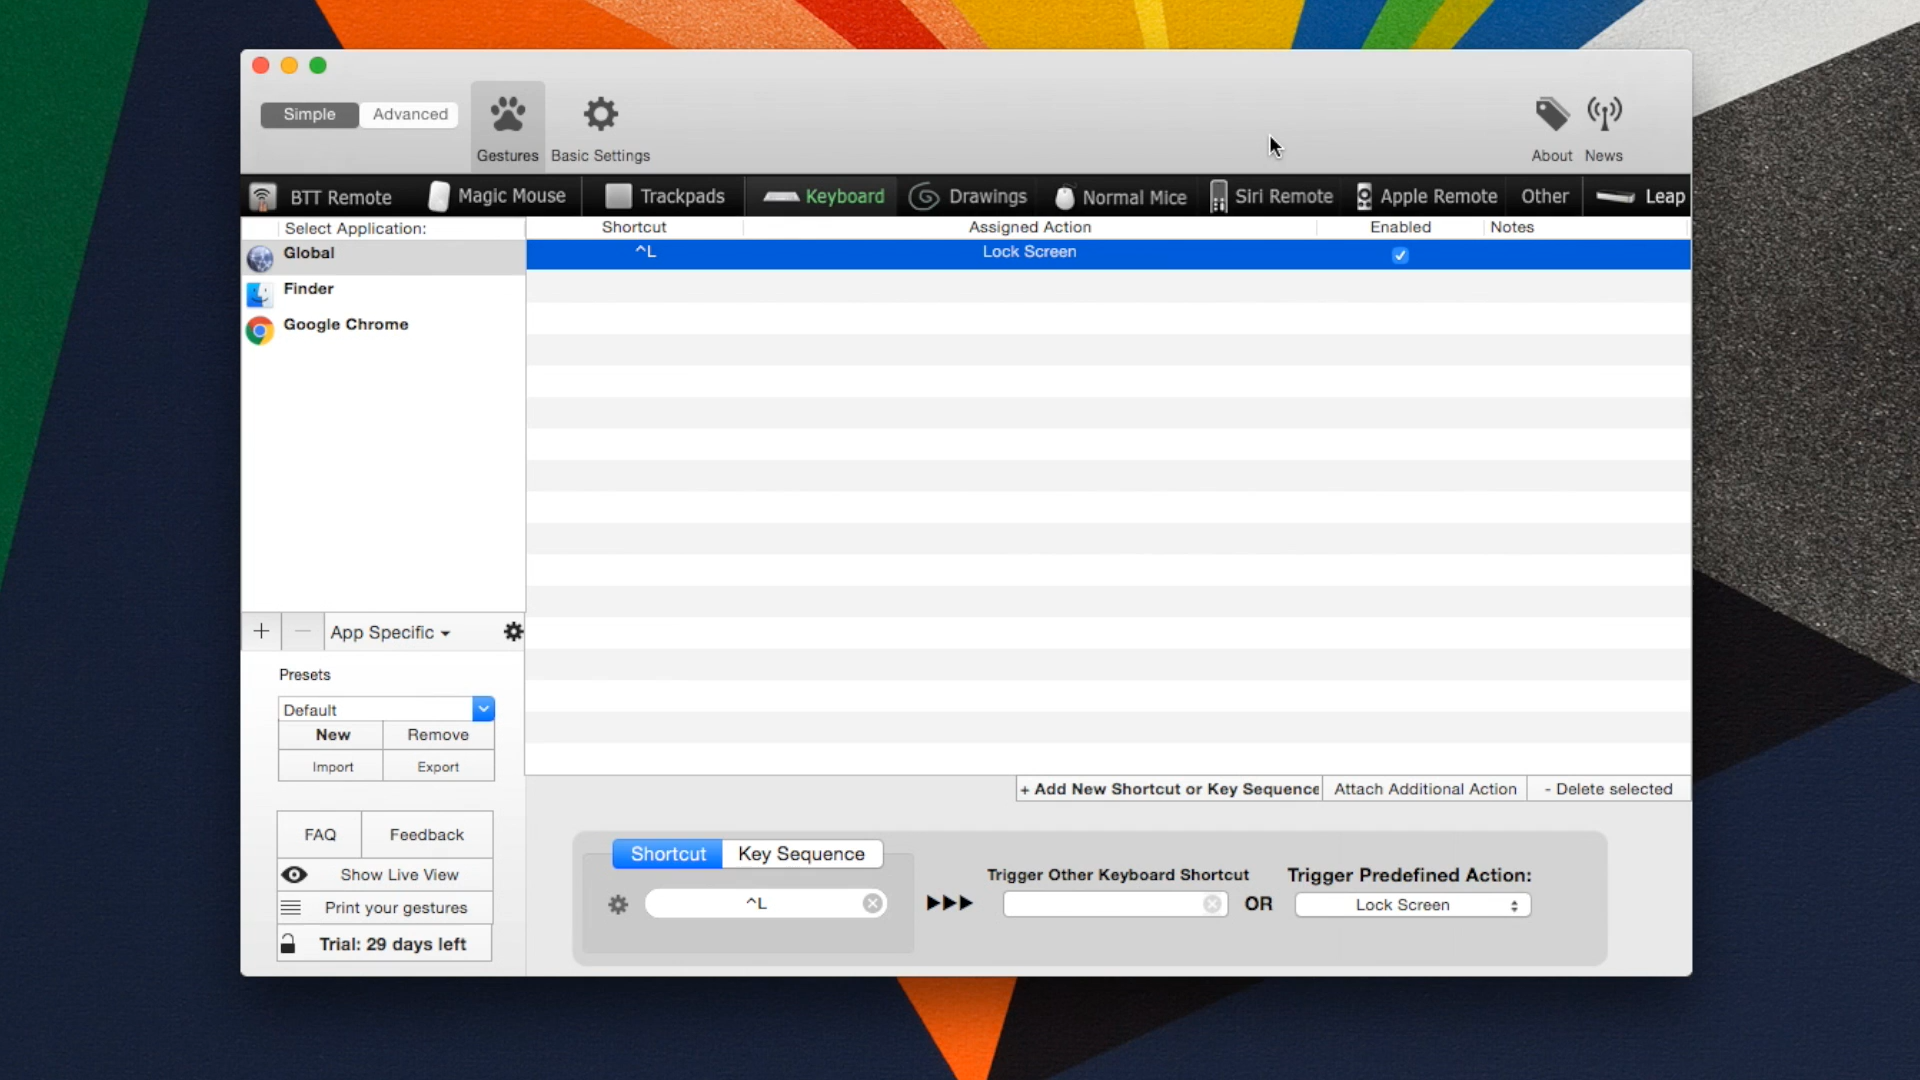 Simple
Advanced
Gestures
Basic Settings
About
News
BTT Remote
Magic Mouse
Trackpads
Keyboard
Drawings
Normal Mice
Siri Remote
Apple Remote
Other
Leap
Select Application:
Shortcut
Assigned Action
Enabled
Notes
Global
^L
Lock Screen
Finder
Google Chrome
+
−
App Specific
Presets
Default
New
Remove
Import
Export
+ Add New Shortcut or Key Sequence
Attach Additional Action
- Delete selected
FAQ
Feedback
Show Live View
Print your gestures
Trial: 29 days left
Shortcut
Key Sequence
^L
Trigger Other Keyboard Shortcut
OR
Trigger Predefined Action:
Lock Screen